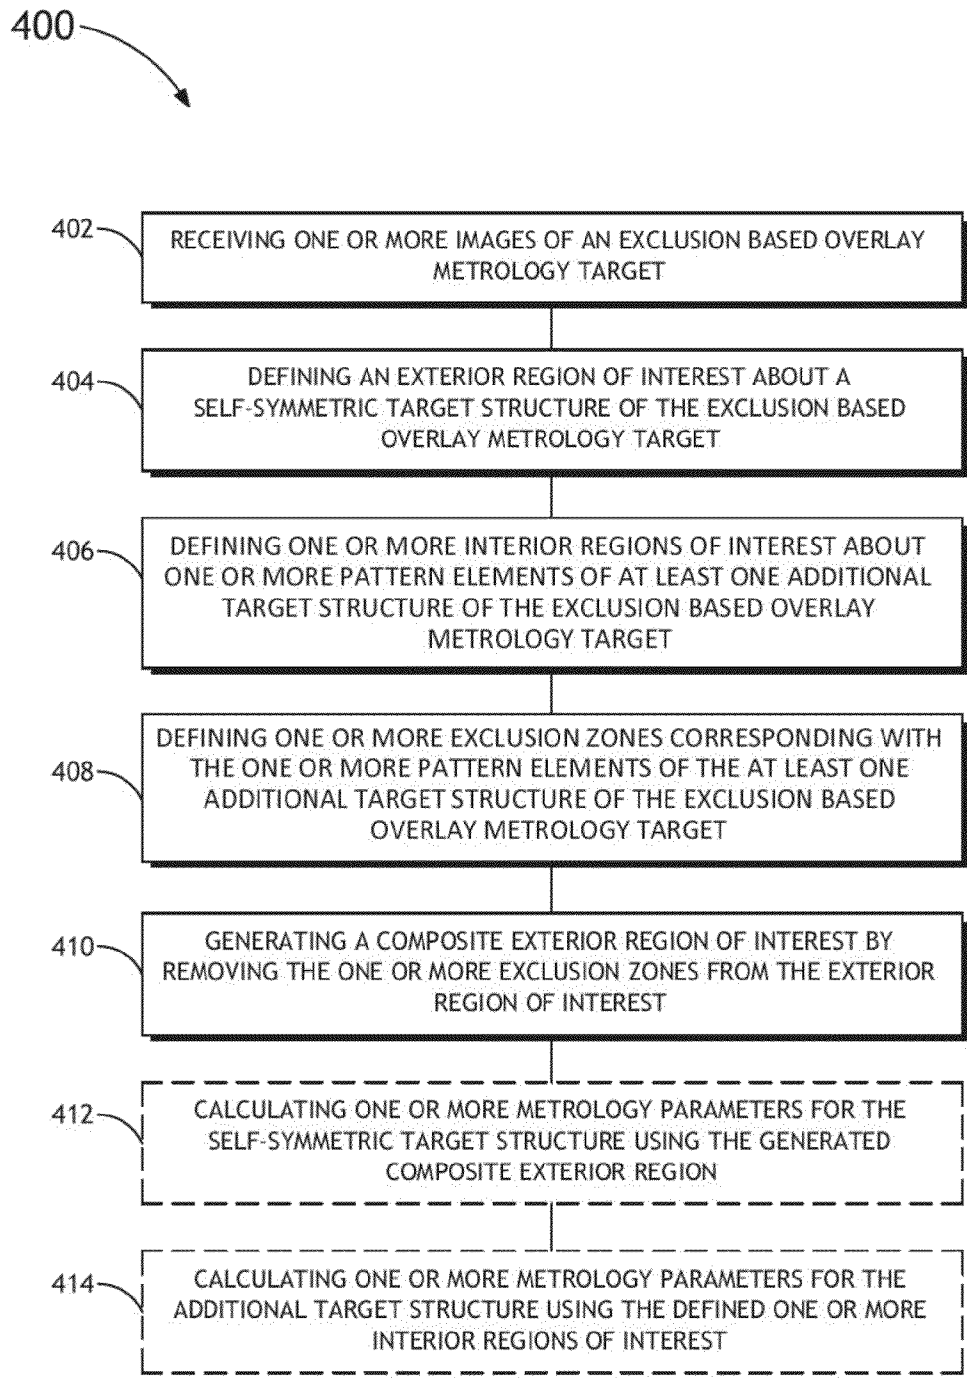 400
402
RECEIVING ONE OR MORE IMAGES OF AN EXCLUSION BASED OVERLAY
METROLOGY TARGET
404
DEFINING AN EXTERIOR REGION OF INTEREST ABOUT A
SELF-SYMMETRIC TARGET STRUCTURE OF THE EXCLUSION BASED
OVERLAY METROLOGY TARGET
406
DEFINING ONE OR MORE INTERIOR REGIONS OF INTEREST ABOUT
ONE OR MORE PATTERN ELEMENTS OF AT LEAST ONE ADDITIONAL
TARGET STRUCTURE OF THE EXCLUSION BASED OVERLAY
METROLOGY TARGET
408
DEFINING ONE OR MORE EXCLUSION ZONES CORRESPONDING WITH
THE ONE OR MORE PATTERN ELEMENTS OF THE AT LEAST ONE
ADDITIONAL TARGET STRUCTURE OF THE EXCLUSION BASED
OVERLAY METROLOGY TARGET
410
GENERATING A COMPOSITE EXTERIOR REGION OF INTEREST BY
REMOVING THE ONE OR MORE EXCLUSION ZONES FROM THE EXTERIOR
REGION OF INTEREST
412
CALCULATING ONE OR MORE METROLOGY PARAMETERS FOR THE
SELF-SYMMETRIC TARGET STRUCTURE USING THE GENERATED
COMPOSITE EXTERIOR REGION
414
CALCULATING ONE OR MORE METROLOGY PARAMETERS FOR THE
ADDITIONAL TARGET STRUCTURE USING THE DEFINED ONE OR MORE
INTERIOR REGIONS OF INTEREST